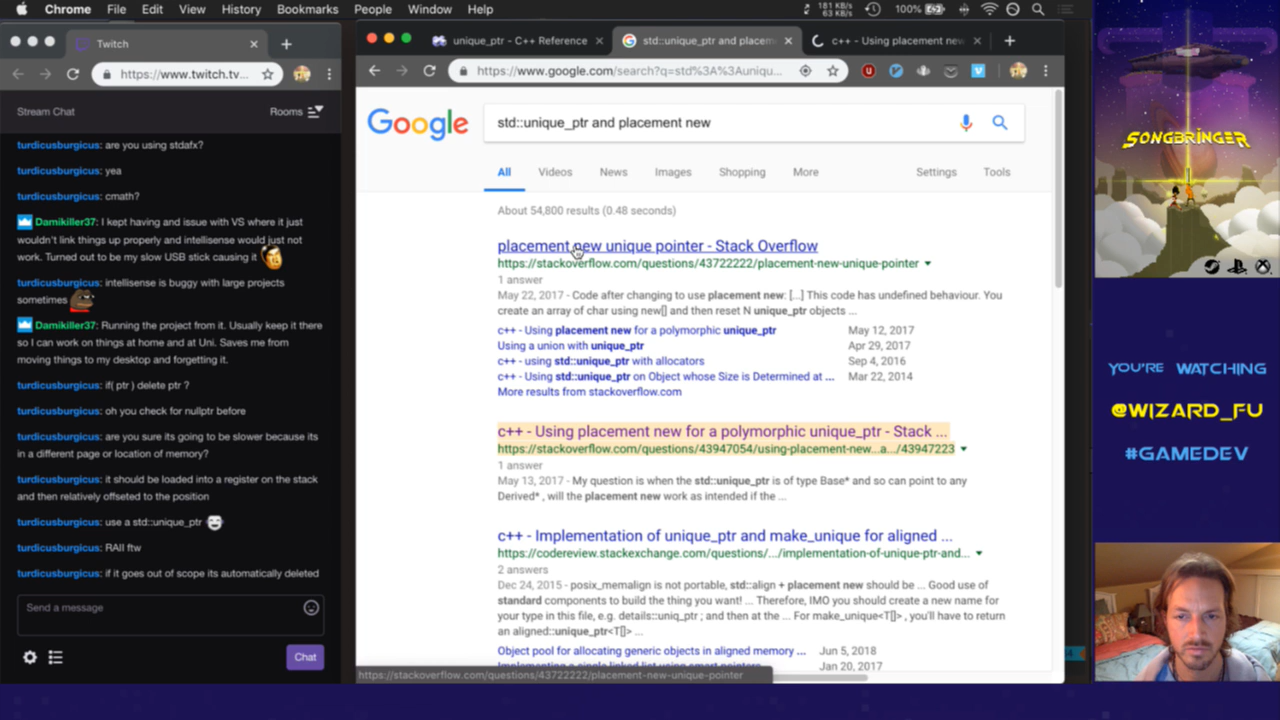 Chrome File Edit View History Bookmarks People Window Help
181 KB/s
63 KB/s
100%
Twitch
https://www.twitch.tv...
Stream Chat
Rooms
turdicusburgicus: are you using stdafx?
turdicusburgicus: yea
turdicusburgicus: cmath?
Damikiller37: I kept having and issue with VS where it just
wouldn't link things up properly and intellisense would just not
work. Turned out to be my slow USB stick causing it
turdicusburgicus: intellisense is buggy with large projects
sometimes
Damikiller37: Running the project from it. Usually keep it there
so I can work on things at home and at Uni. Saves me from
moving things to my desktop and forgetting it.
turdicusburgicus: if( ptr ) delete ptr ?
turdicusburgicus: oh you check for nullptr before
turdicusburgicus: are you sure its going to be slower because its
in a different page or location of memory?
turdicusburgicus: it should be loaded into a register on the stack
and then relatively offseted to the position
turdicusburgicus: use a std::unique_ptr
turdicusburgicus: RAII ftw
turdicusburgicus: if it goes out of scope its automatically deleted
Send a message
Chat
unique_ptr - C++ Reference
std::unique_ptr and placem
c++ - Using placement new
https://www.google.com/search?q=std%3A%3Auniqu...
Google
std::unique_ptr and placement new
All Videos News Images Shopping More Settings Tools
About 54,800 results (0.48 seconds)
placement new unique pointer - Stack Overflow
https://stackoverflow.com/questions/43722222/placement-new-unique-pointer
1 answer
May 22, 2017 - Code after changing to use placement new: [...] This code has undefined behaviour. You
create an array of char using new[] and then reset N unique_ptr objects ...
c++ - Using placement new for a polymorphic unique_ptr May 12, 2017
Using a union with unique_ptr Apr 29, 2017
c++ - using std::unique_ptr with allocators Sep 4, 2016
c++ - Using std::unique_ptr on Object whose Size is Determined at ... Mar 22, 2014
More results from stackoverflow.com
c++ - Using placement new for a polymorphic unique_ptr - Stack ...
https://stackoverflow.com/questions/43947054/using-placement-new...a.../43947223
1 answer
May 13, 2017 - My question is when the std::unique_ptr is of type Base* and so can point to any
Derived* , will the placement new work as intended if the ...
c++ - Implementation of unique_ptr and make_unique for aligned ...
https://codereview.stackexchange.com/questions/.../implementation-of-unique-ptr-and...
2 answers
Dec 24, 2015 - posix_memalign is not portable, std::align + placement new should be ... Good use of
standard components to build the thing you want! ... Therefore, IMO you should create a new name for
your type in this file, e.g. details::uniq_ptr ; and then at the ... For make_unique<T[]> , you'll have to return
an aligned::unique_ptr<T[]> ...
Object pool for allocating generic objects in aligned memory ... Jun 5, 2018
Implementing a single linked list using smart pointers Jan 20, 2017
https://stackoverflow.com/questions/43722222/placement-new-unique-pointer
SONGBRINGER
YOU'RE WATCHING
@WIZARD_FU
#GAMEDEV